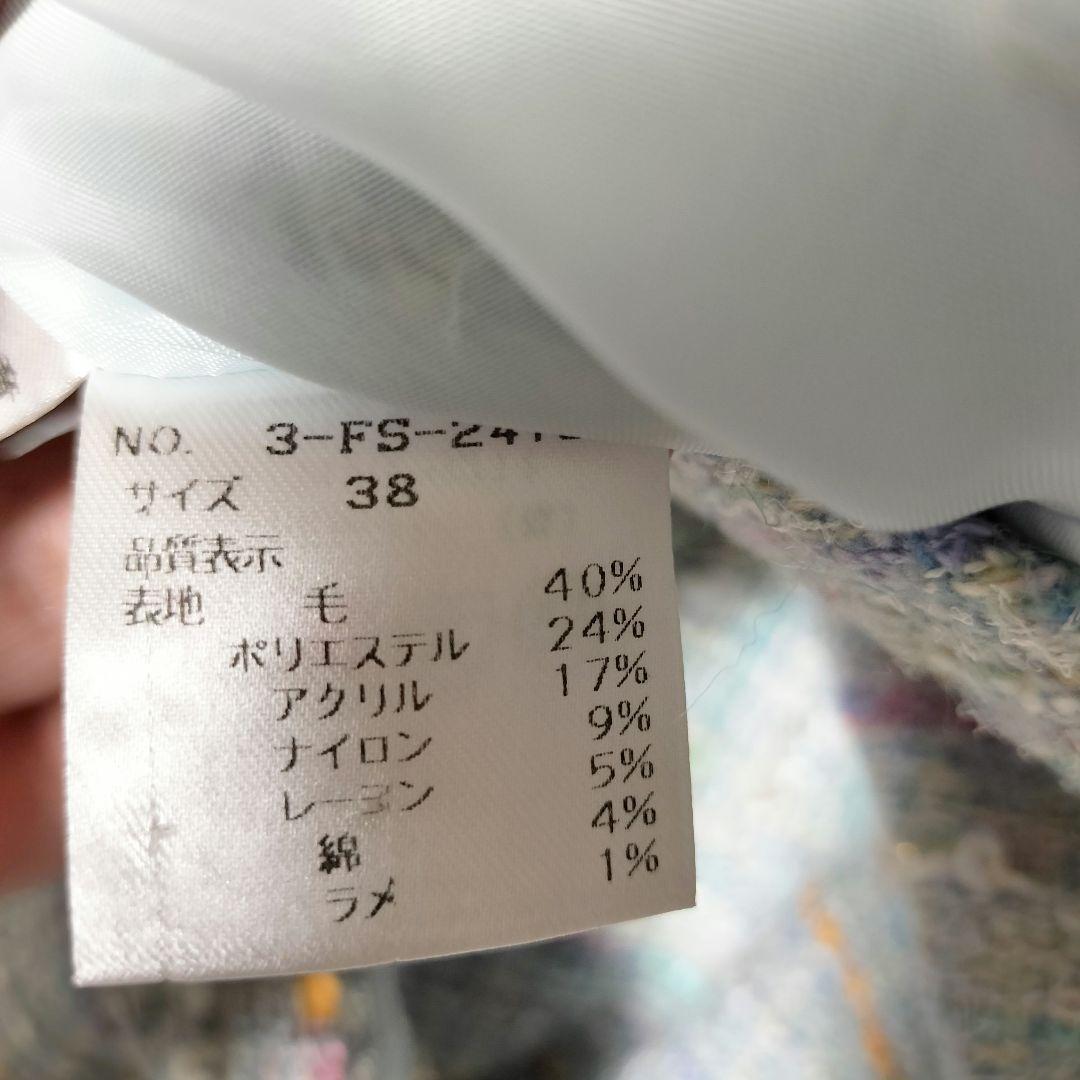 NO. 3-FS-24
サイズ 38
品質表示
表地 毛 40%
ポリエステル 24%
アクリル 17%
ナイロン 9%
レーヨン 5%
綿 4%
ラメ 1%